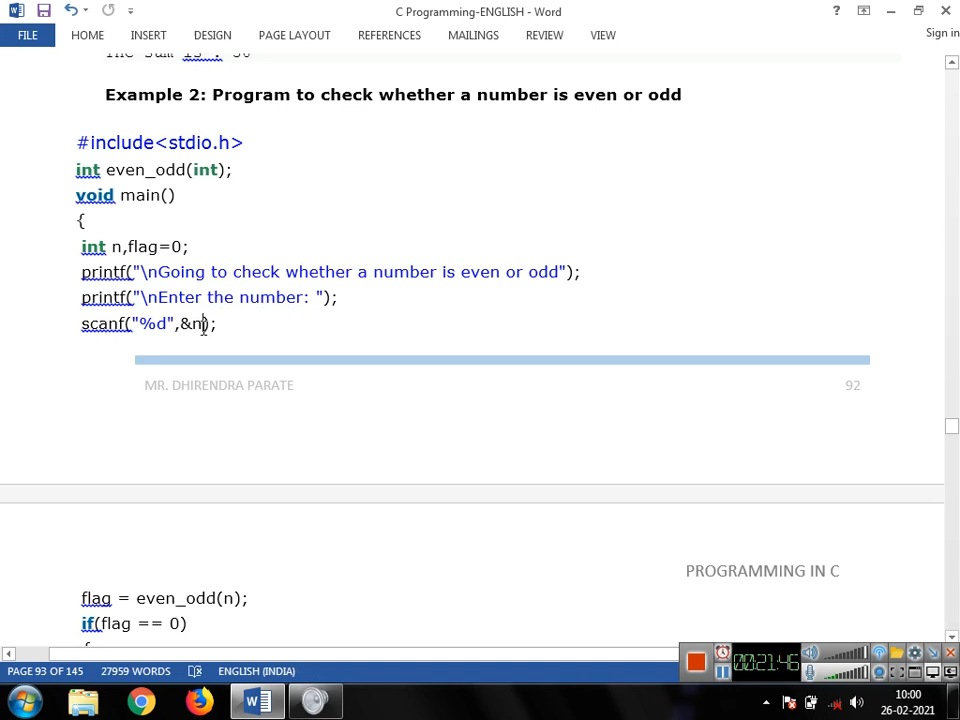 C Programming-ENGLISH - Word
Sign in
FILE HOME INSERT DESIGN PAGE LAYOUT REFERENCES MAILINGS REVIEW VIEW
Example 2: Program to check whether a number is even or odd
#include<stdio.h>
int even_odd(int);
void main()
{
int n,flag=0;
printf("\nGoing to check whether a number is even or odd");
printf("\nEnter the number: ");
scanf("%d",&n);
MR. DHIRENDRA PARATE 92
PROGRAMMING IN C
flag = even_odd(n);
if(flag == 0)
PAGE 93 OF 145 27959 WORDS ENGLISH (INDIA)
00:21:46
10:00
26-02-2021